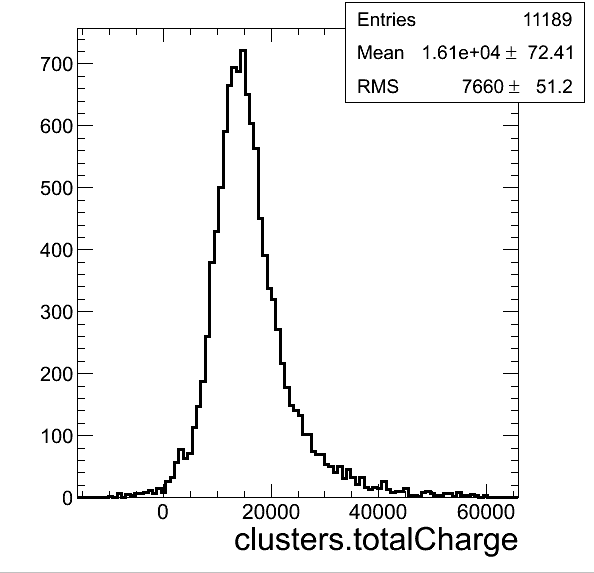 Entries 11189
Mean 1.61e+04 ± 72.41
RMS 7660 ± 51.2
700
600
500
400
300
200
100
0
0 20000 40000 60000
clusters.totalCharge